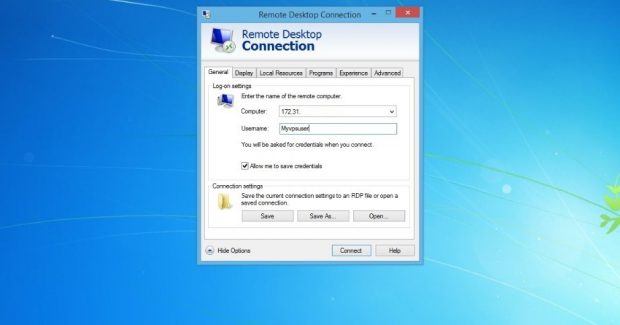 Remote Desktop Connection
Remote Desktop
Connection
General Display Local Resources Programs Experience Advanced
Log-on settings
Enter the name of the remote computer.
Computer: 172.31.
Username: Myvpsuser
You will be asked for credentials when you connect.
Allow me to save credentials
Connection settings
Save the current connection settings to an RDP file or open a
saved connection.
Save Save As... Open...
Hide Options Connect Help